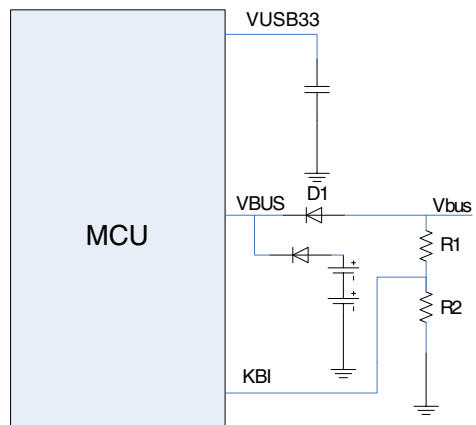 VUSB33
MCU
VBUS
D1
Vbus
R1
+
-
+
-
R2
KBI